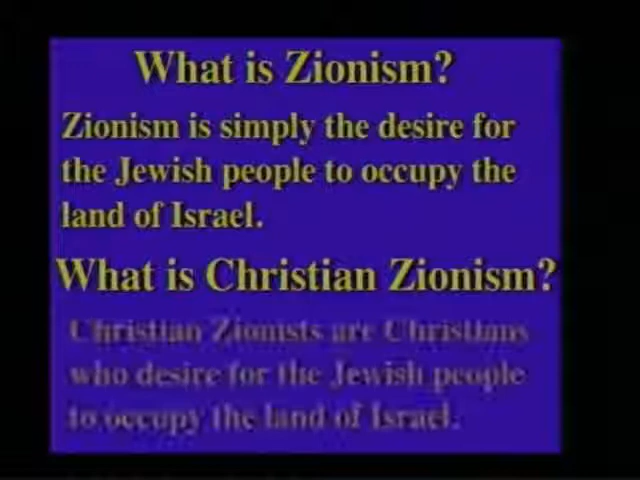 What is Zionism?
Zionism is simply the desire for
the Jewish people to occupy the
land of Israel.
What is Christian Zionism?
Christian Zionists are Christians
who desire for the Jewish people
to occupy the land of Israel.